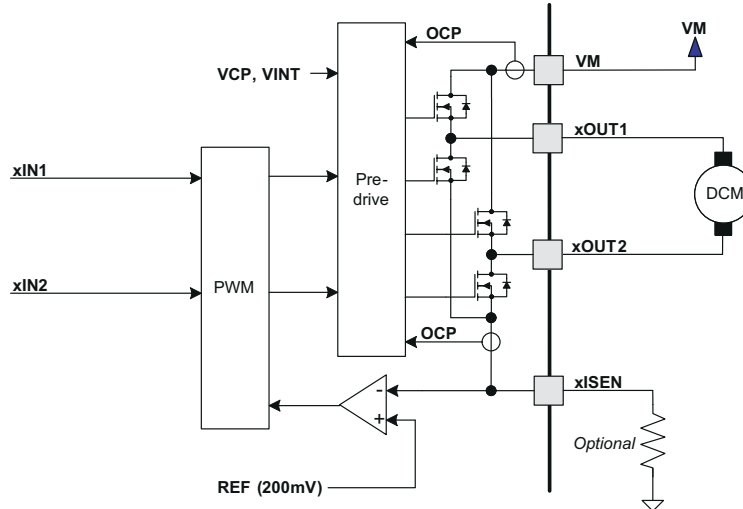 OCP
VM
VM
VCP, VINT
xOUT1
xIN1
Pre-
drive
DCM
xOUT2
xIN2
PWM
OCP
xISEN
-
+
Optional
REF (200mV)